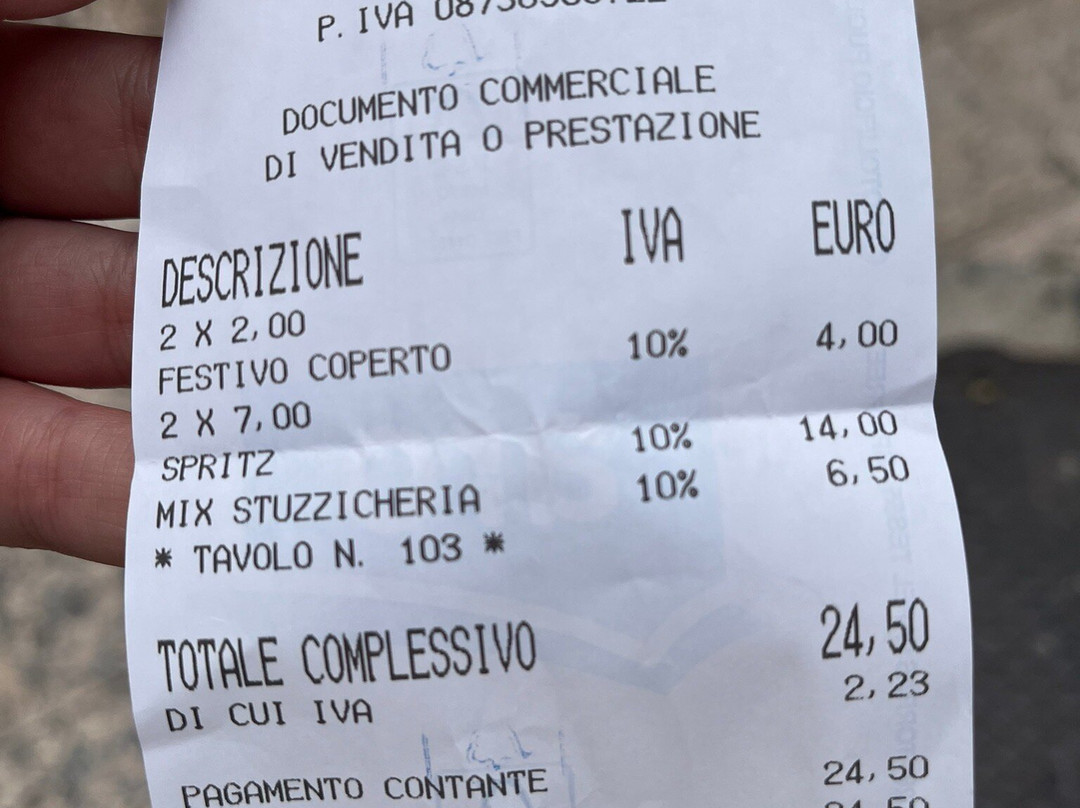 P. IVA
DOCUMENTO COMMERCIALE
DI VENDITA O PRESTAZIONE
DESCRIZIONE IVA EURO
2 X 2,00
FESTIVO COPERTO 10% 4,00
2 X 7,00
SPRITZ 10% 14,00
MIX STUZZICHERIA 10% 6,50
* TAVOLO N. 103 *
TOTALE COMPLESSIVO 24,50
DI CUI IVA 2,23
PAGAMENTO CONTANTE 24,50